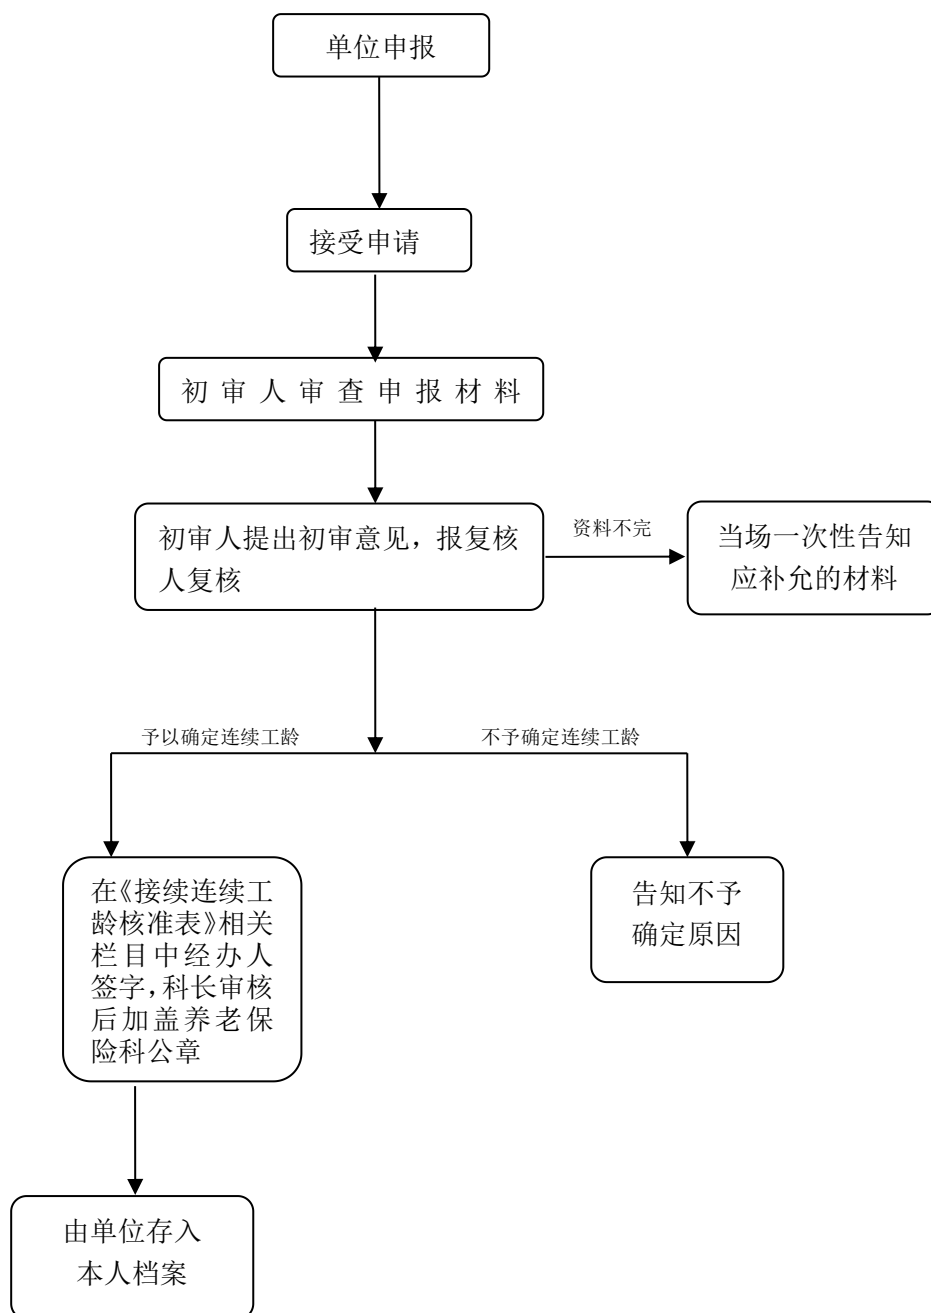 单位申报
接受申请
初审人审查申报材料
初审人提出初审意见，报复核
人复核
资料不完
当场一次性告知
应补允的材料
予以确定连续工龄
不予确定连续工龄
在《接续连续工
龄核准表》相关
栏目中经办人
签字，科长审核
后加盖养老保
险科公章
告知不予
确定原因
由单位存入
本人档案